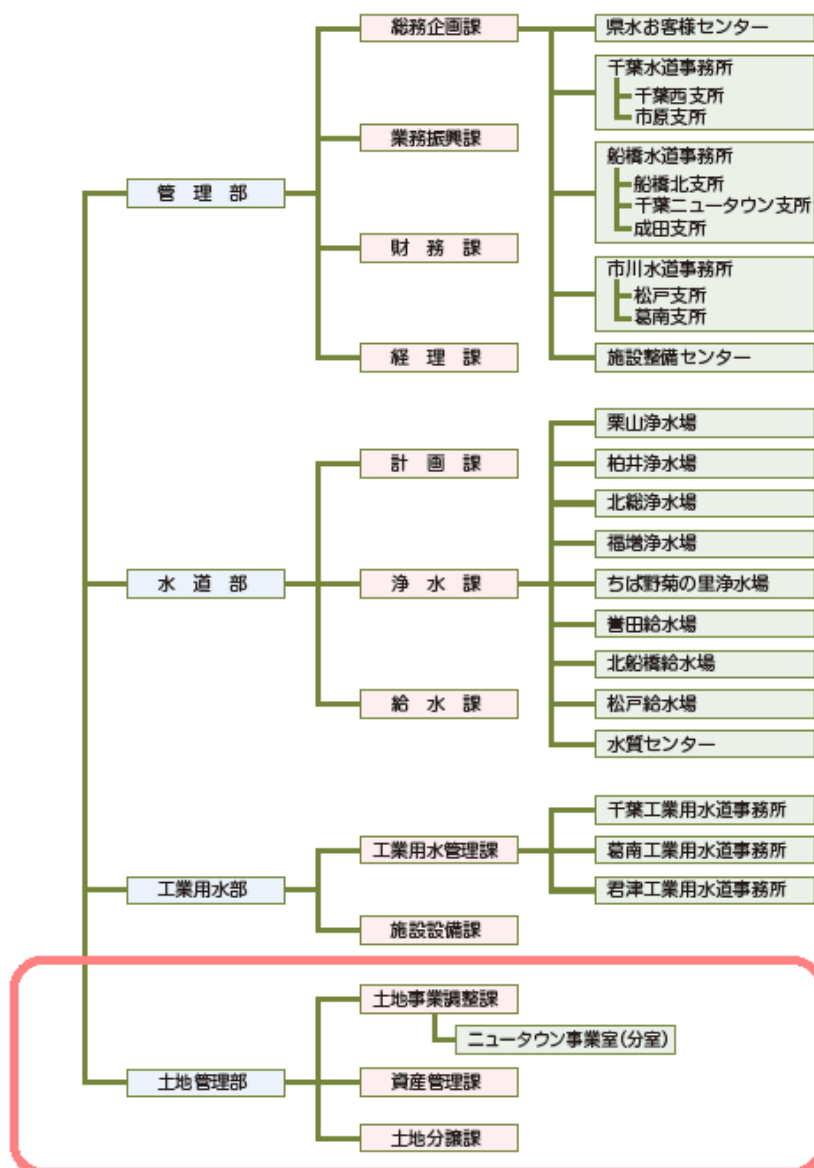 総務企画課
県水お客様センター
千葉水道事務所
千葉西支所
市原支所
業務振興課
船橋水道事務所
船橋北支所
千葉ニュータウン支所
成田支所
管理部
財務課
市川水道事務所
松戸支所
葛南支所
経理課
施設整備センター
栗山浄水場
計画課
柏井浄水場
北総浄水場
福増浄水場
水道部
浄水課
ちば野菊の里浄水場
誉田給水場
北船橋給水場
給水課
松戸給水場
水質センター
千葉工業用水道事務所
工業用水管理課
葛南工業用水道事務所
工業用水部
君津工業用水道事務所
施設設備課
土地事業調整課
ニュータウン事業室(分室)
土地管理部
資産管理課
土地分譲課